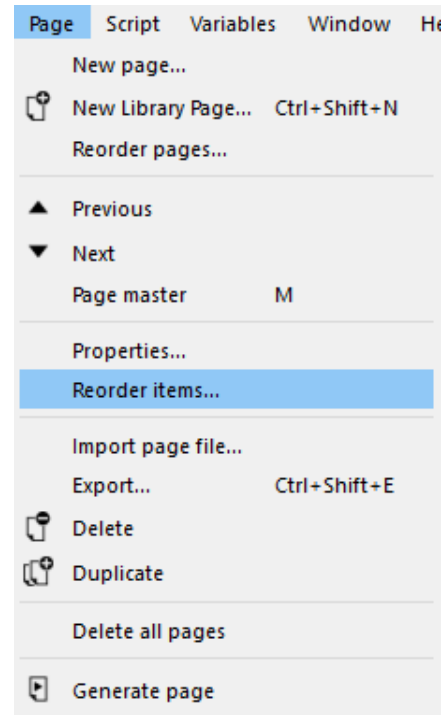 Page Script Variables Window He
New page...
New Library Page... Ctrl+Shift+N
Reorder pages...
Previous
Next
Page master M
Properties...
Reorder items...
Import page file...
Export... Ctrl+Shift+E
Delete
Duplicate
Delete all pages
Generate page